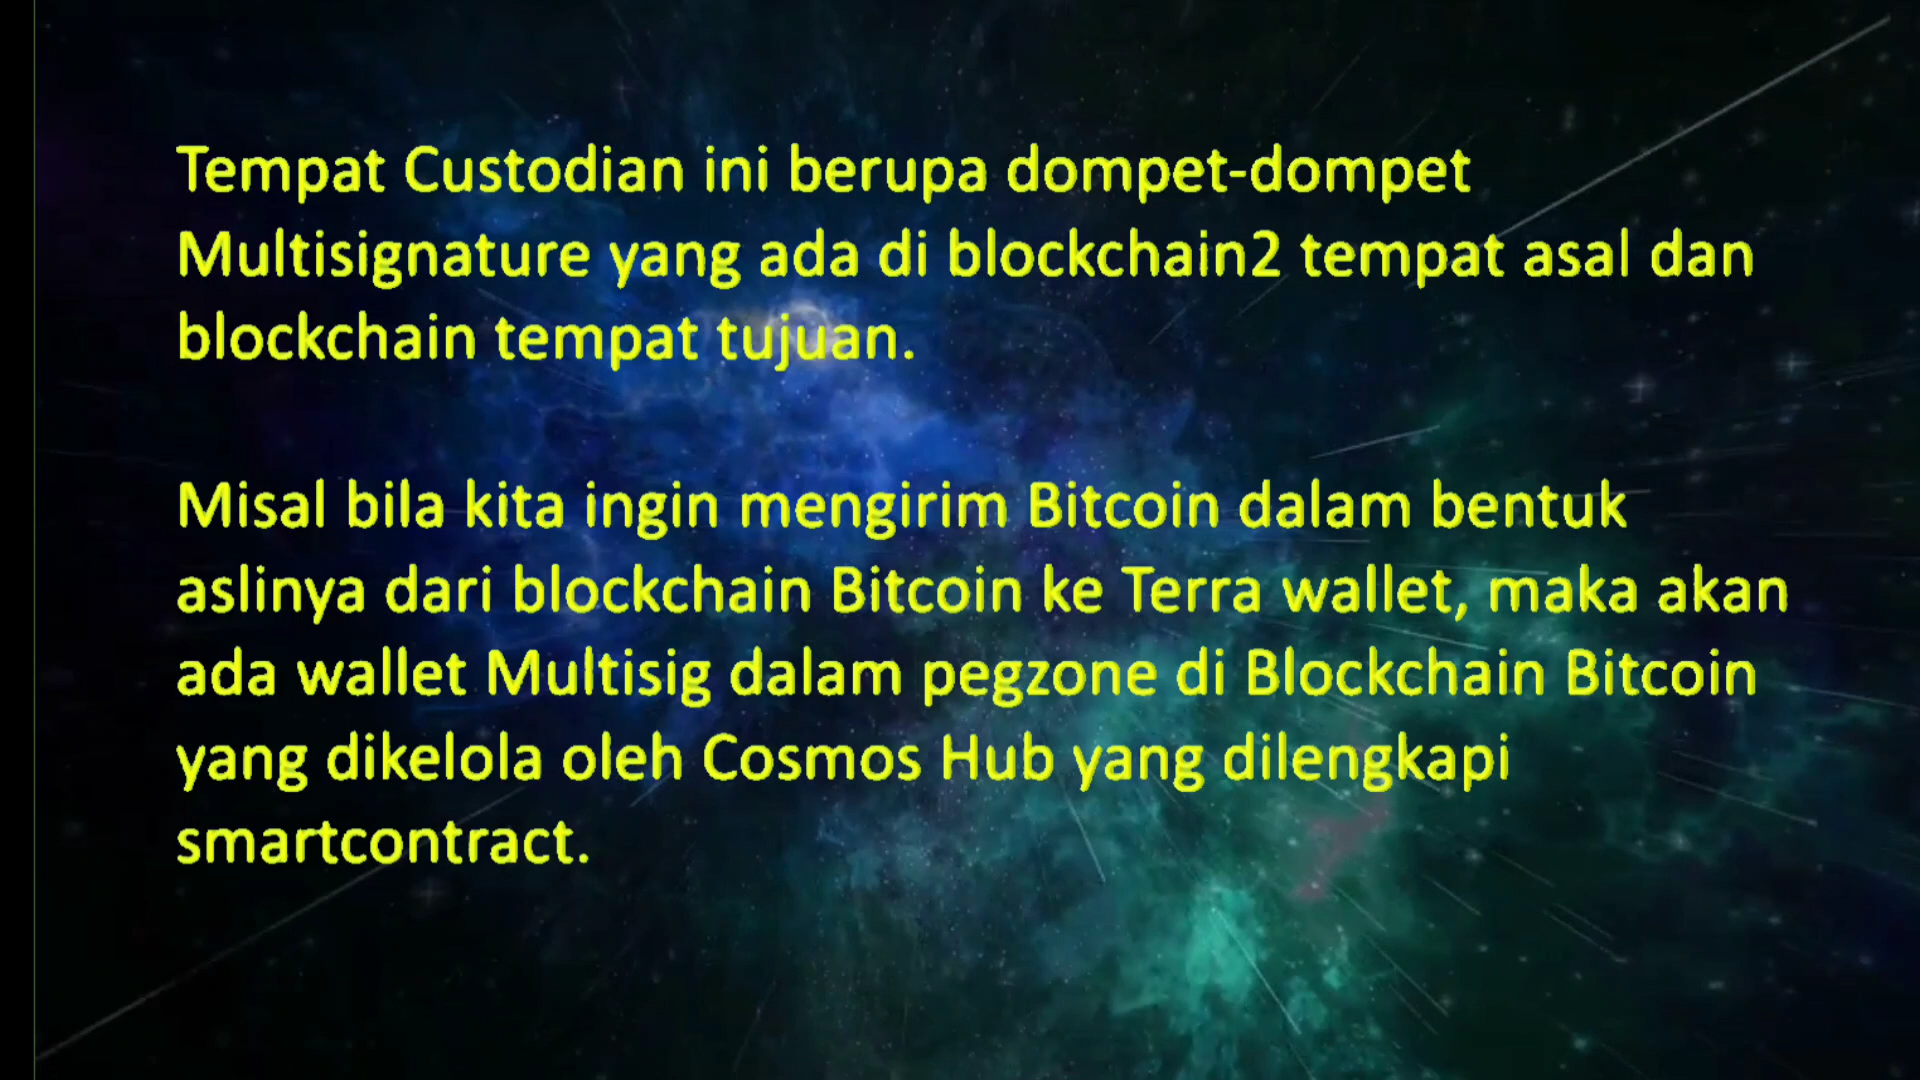 Tempat Custodian ini berupa dompet-dompet
Multisignature yang ada di blockchain2 tempat asal dan
blockchain tempat tujuan.
Misal bila kita ingin mengirim Bitcoin dalam bentuk
aslinya dari blockchain Bitcoin ke Terra wallet, maka akan
ada wallet Multisig dalam pegzone di Blockchain Bitcoin
yang dikelola oleh Cosmos Hub yang dilengkapi
smartcontract.